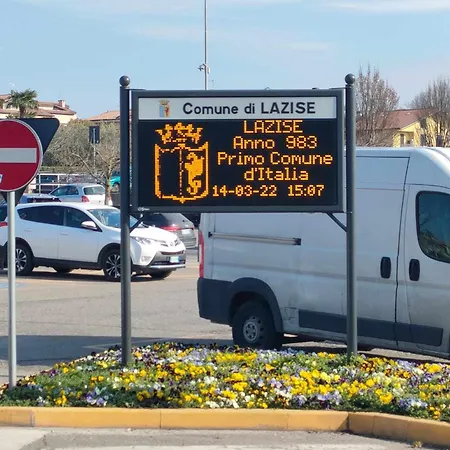 Comune di LAZISE
LAZISE
Anno 983
Primo Comune
d'Italia
14-03-22 15:07